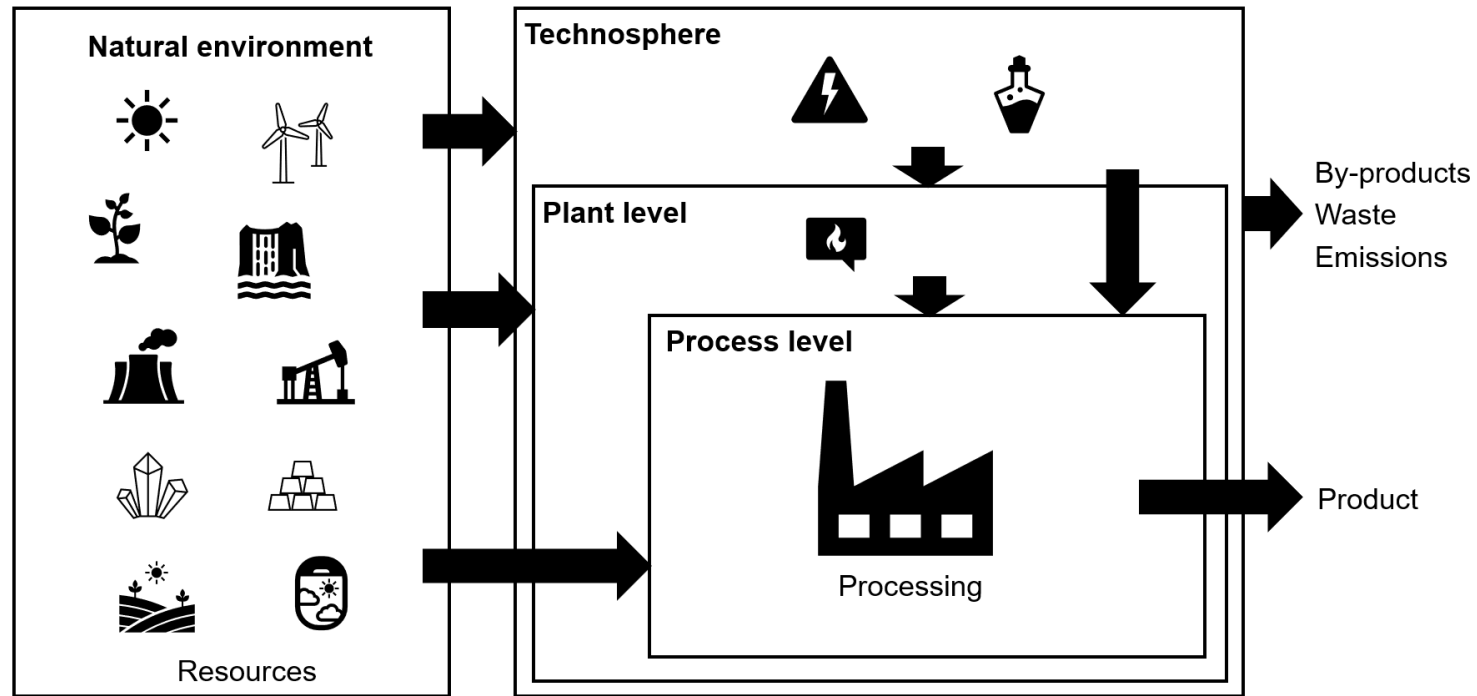 Natural environment
Resources
Technosphere
Plant level
Process level
Processing
By-products
Waste
Emissions
Product